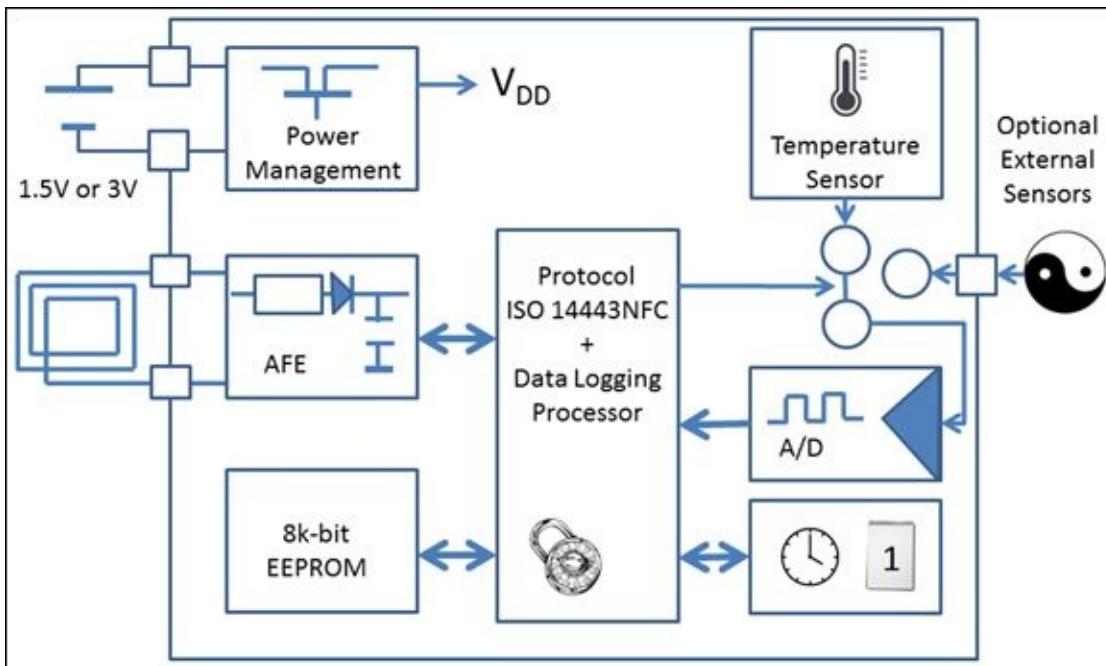 V_DD
Power
Management
1.5V or 3V
Temperature
Sensor
Optional
External
Sensors
AFE
Protocol
ISO 14443NFC
+
Data Logging
Processor
A/D
8k-bit
EEPROM
1